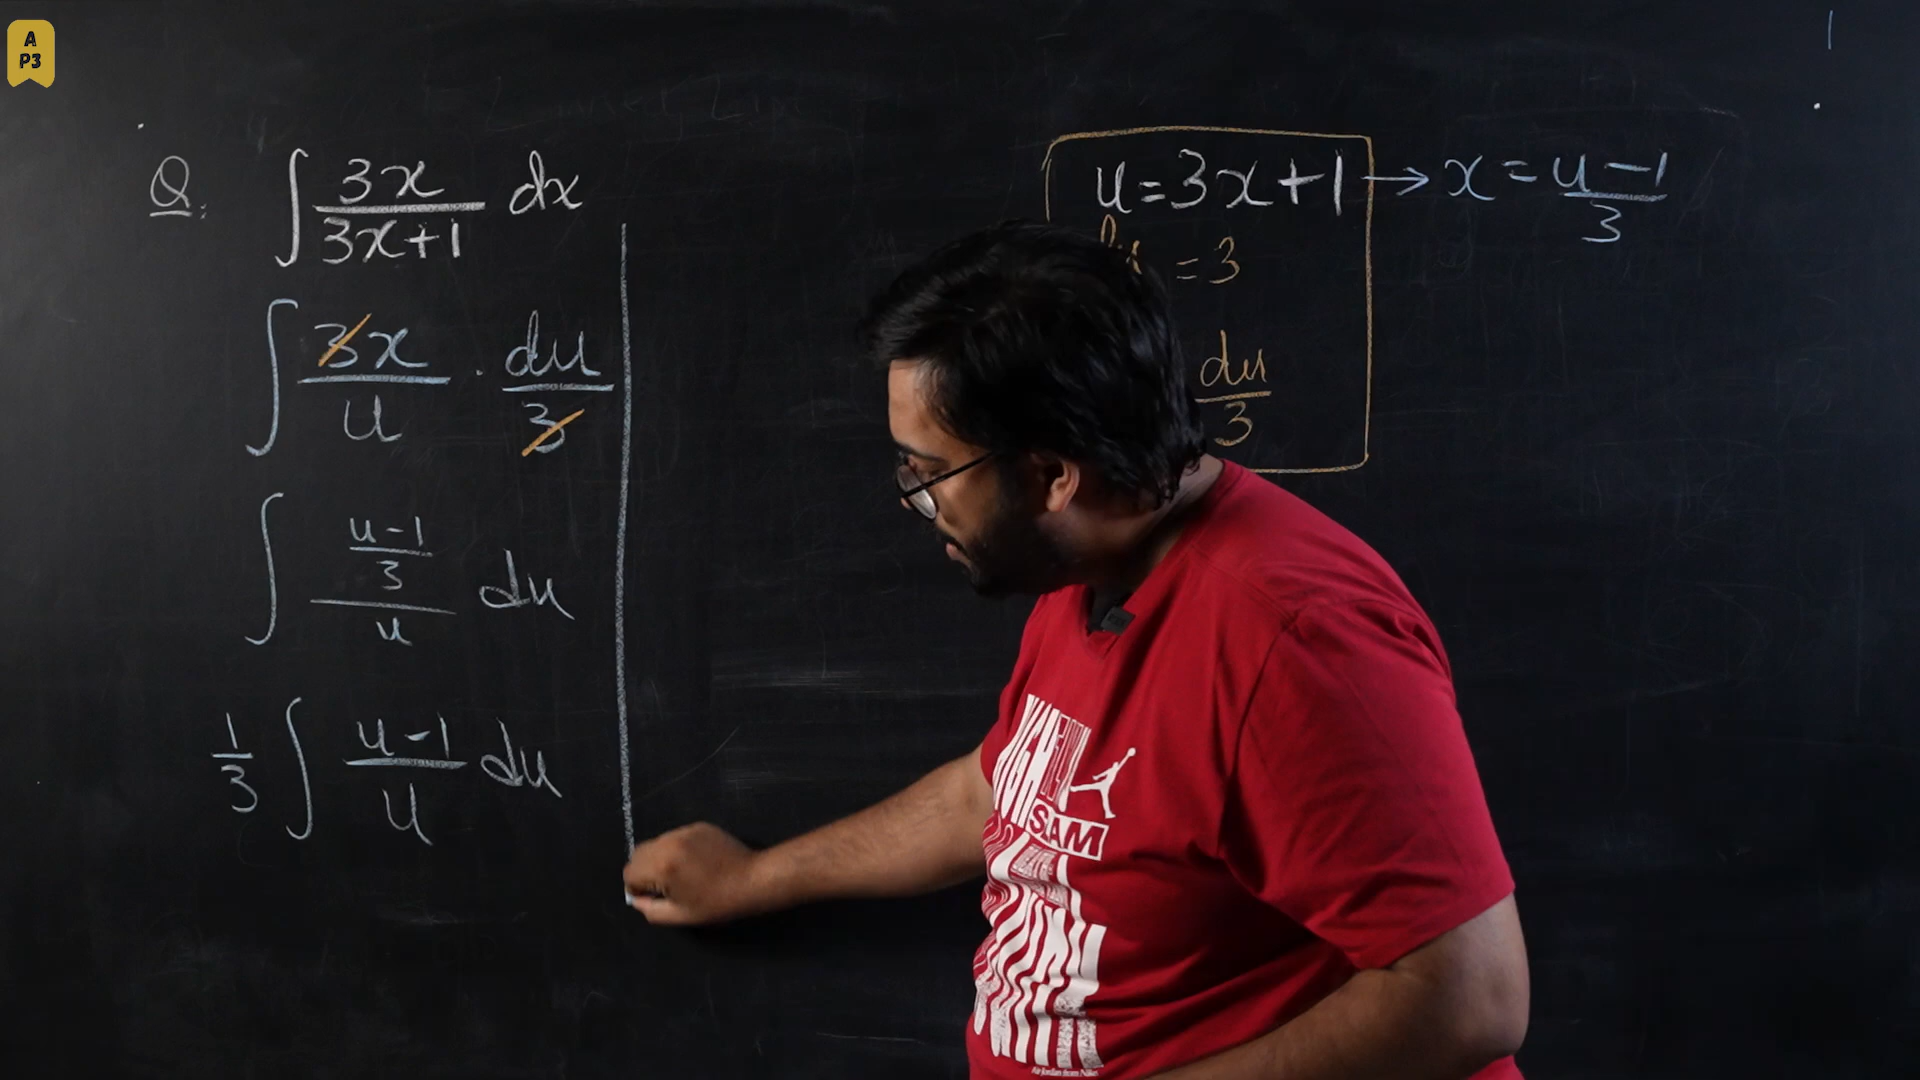 A
P3
Q. ∫ 3x/(3x+1) dx
∫ 3x/u · du/3
∫ ((u-1)/3)/u du
1/3 ∫ (u-1)/u du
u=3x+1 → x = (u-1)/3
=3
du/3
SLAM